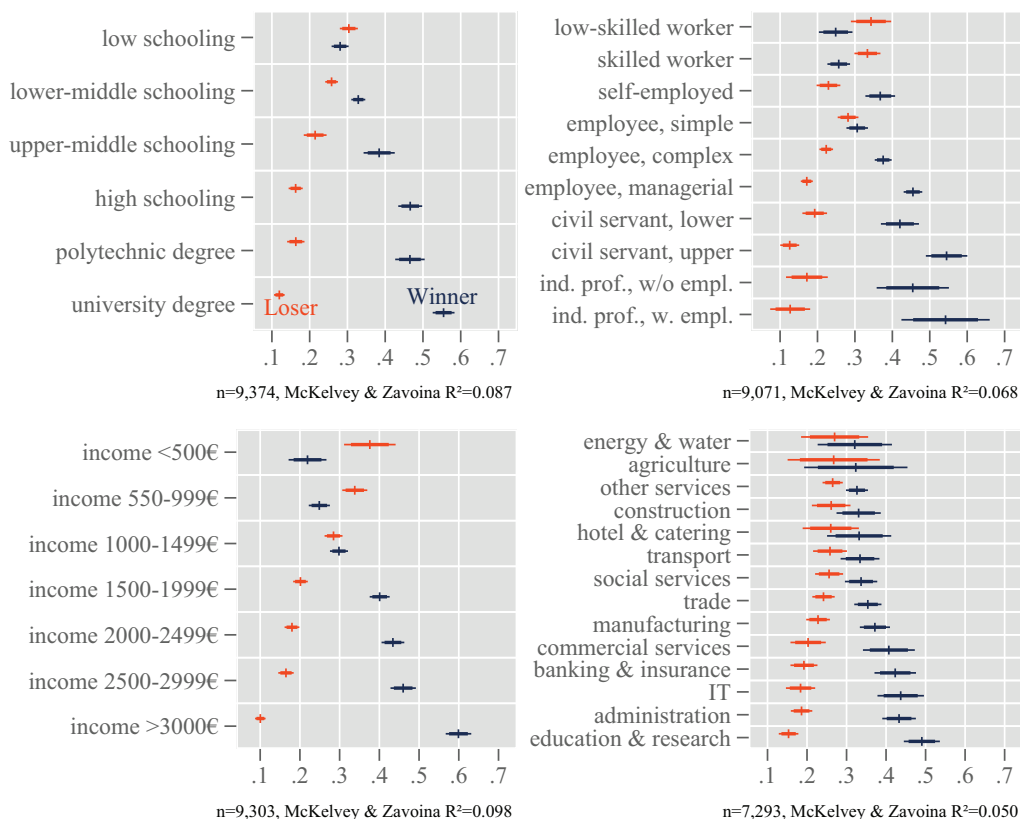 low schooling
lower-middle schooling
upper-middle schooling
high schooling
polytechnic degree
university degree
Loser
Winner
.1 .2 .3 .4 .5 .6 .7
n=9,374, McKelvey & Zavoina R²=0.087
low-skilled worker
skilled worker
self-employed
employee, simple
employee, complex
employee, managerial
civil servant, lower
civil servant, upper
ind. prof., w/o empl.
ind. prof., w. empl.
.1 .2 .3 .4 .5 .6 .7
n=9,071, McKelvey & Zavoina R²=0.068
income <500€
income 550-999€
income 1000-1499€
income 1500-1999€
income 2000-2499€
income 2500-2999€
income >3000€
.1 .2 .3 .4 .5 .6 .7
n=9,303, McKelvey & Zavoina R²=0.098
energy & water
agriculture
other services
construction
hotel & catering
transport
social services
trade
manufacturing
commercial services
banking & insurance
IT
administration
education & research
.1 .2 .3 .4 .5 .6 .7
n=7,293, McKelvey & Zavoina R²=0.050